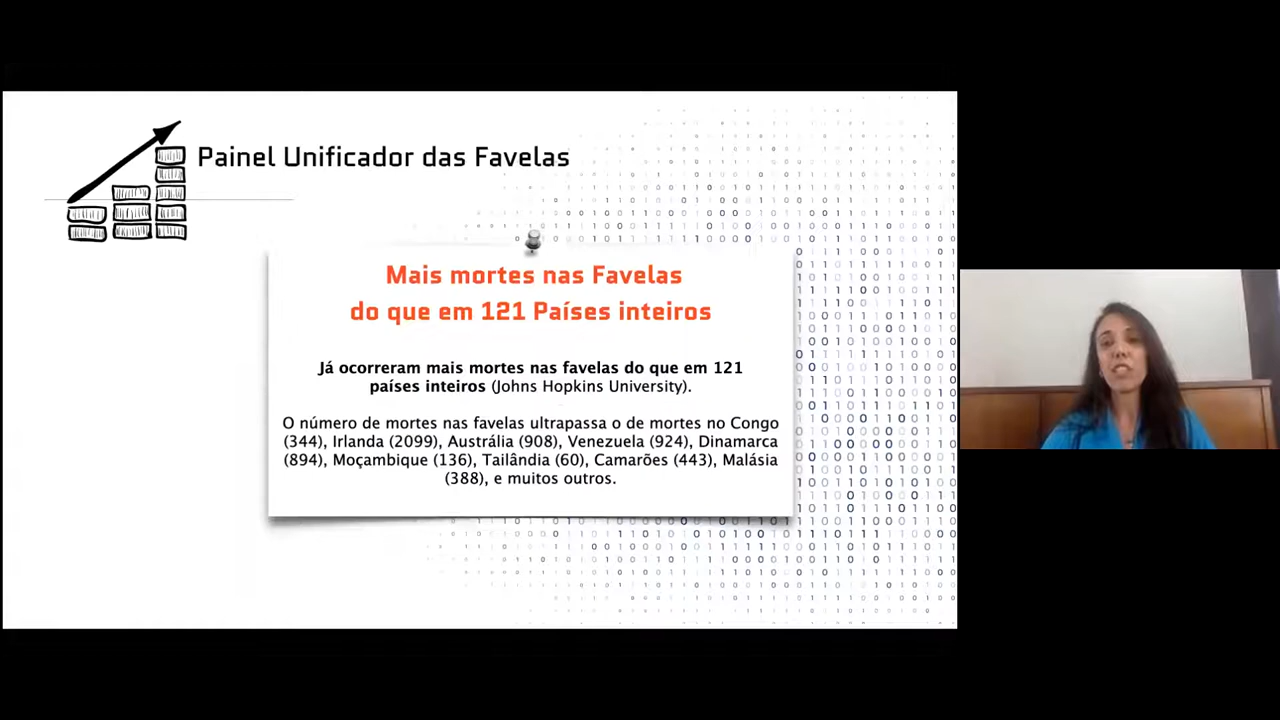 Painel Unificador das Favelas
Mais mortes nas Favelas
do que em 121 Países inteiros
Já ocorreram mais mortes nas favelas do que em 121
países inteiros (Johns Hopkins University).
O número de mortes nas favelas ultrapassa o de mortes no Congo
(344), Irlanda (2099), Austrália (908), Venezuela (924), Dinamarca
(894), Moçambique (136), Tailândia (60), Camarões (443), Malásia
(388), e muitos outros.